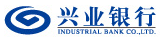 兴业银行
INDUSTRIAL BANK CO.,LTD.